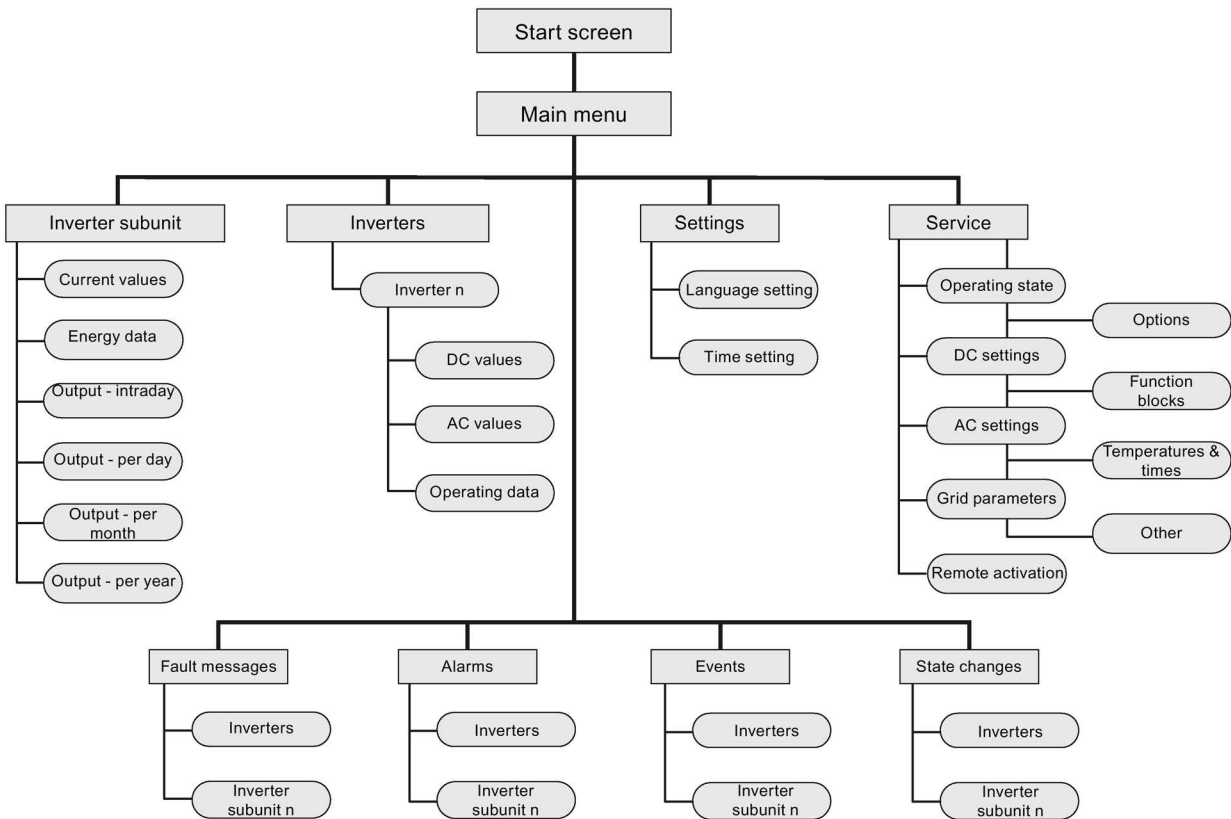 Start screen
Main menu
Inverter subunit
Current values
Energy data
Output - intraday
Output - per day
Output - per
month
Output - per year
Inverters
Inverter n
DC values
AC values
Operating data
Settings
Language setting
Time setting
Service
Operating state
Options
DC settings
Function
blocks
AC settings
Temperatures &
times
Grid parameters
Other
Remote activation
Fault messages
Inverters
Inverter
subunit n
Alarms
Inverters
Inverter
subunit n
Events
Inverters
Inverter
subunit n
State changes
Inverters
Inverter
subunit n